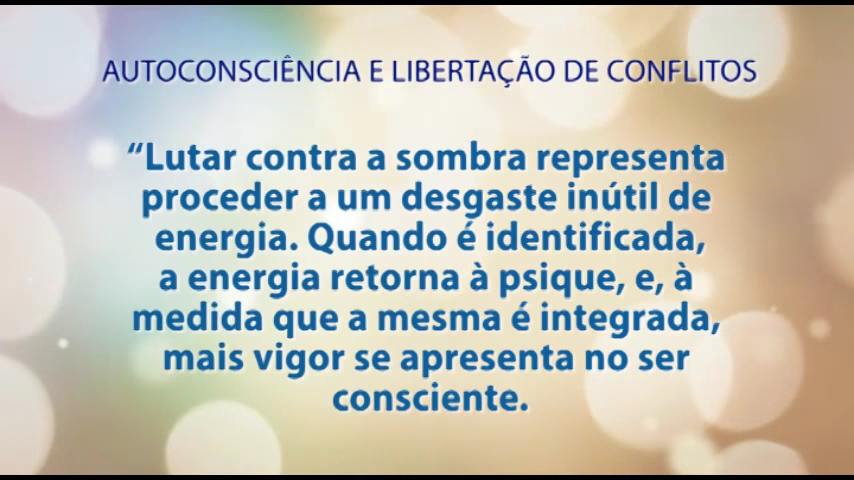 AUTOCONSCIÊNCIA E LIBERTAÇÃO DE CONFLITOS
“Lutar contra a sombra representa
proceder a um desgaste inútil de
energia. Quando é identificada,
a energia retorna à psique, e, à
medida que a mesma é integrada,
mais vigor se apresenta no ser
consciente.